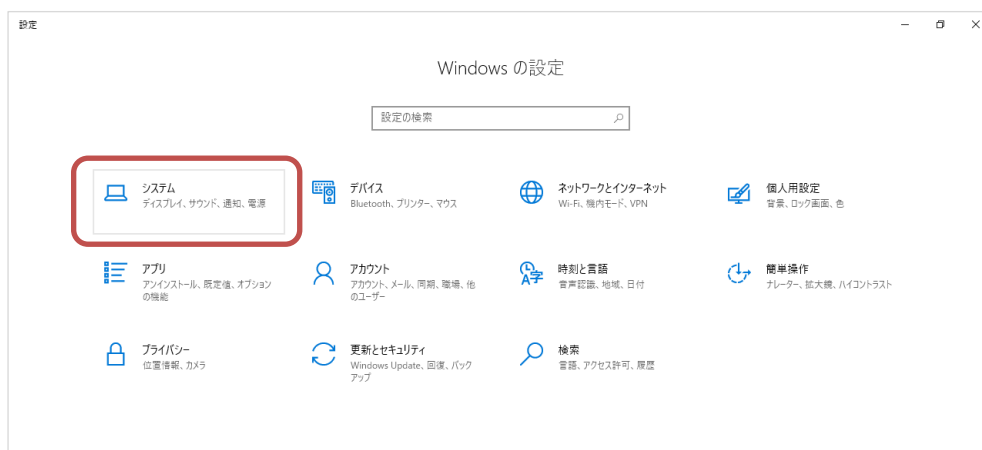 設定
Windows の設定
設定の検索
システム
ディスプレイ、サウンド、通知、電源
デバイス
Bluetooth、プリンター、マウス
ネットワークとインターネット
Wi-Fi、機内モード、VPN
個人用設定
背景、ロック画面、色
アプリ
アンインストール、既定値、オプション
の機能
アカウント
アカウント、メール、同期、職場、他
のユーザー
時刻と言語
音声認識、地域、日付
簡単操作
ナレーター、拡大鏡、ハイコントラスト
プライバシー
位置情報、カメラ
更新とセキュリティ
Windows Update、回復、バック
アップ
検索
言語、アクセス許可、履歴